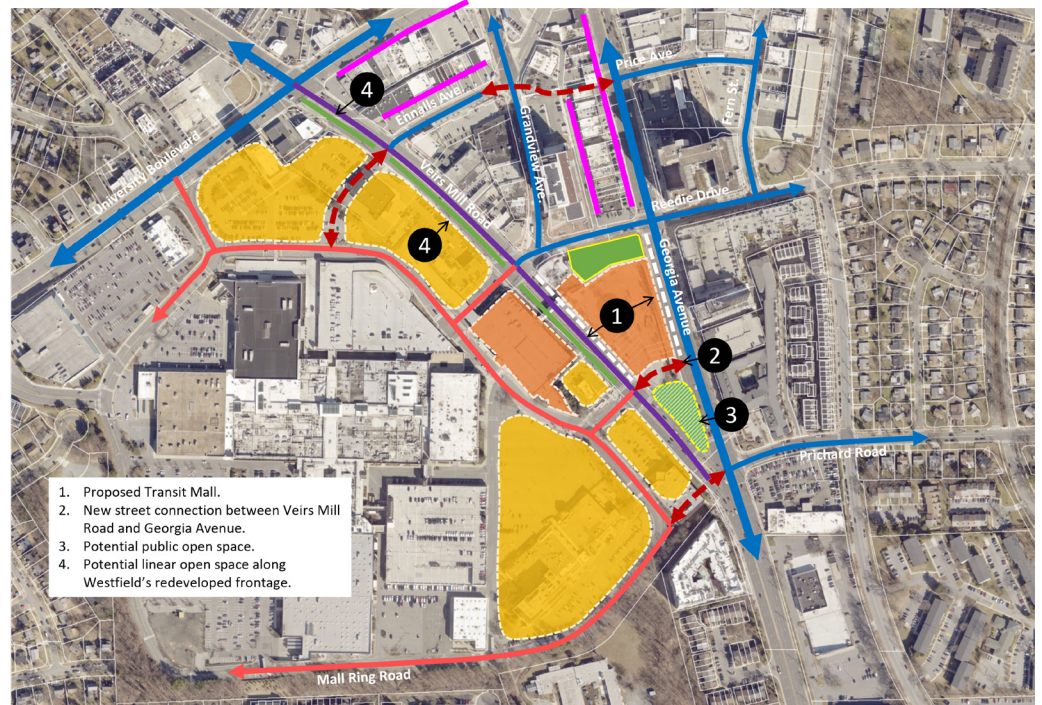 4
Price Ave.
Ennalls Ave.
Fern St.
Grandview Ave.
University Boulevard
Veirs Mill Road
Reedie Drive
4
Georgia Avenue
1
2
3
Prichard Road
1. Proposed Transit Mall.
2. New street connection between Veirs Mill
Road and Georgia Avenue.
3. Potential public open space.
4. Potential linear open space along
Westfield's redeveloped frontage.
Mall Ring Road